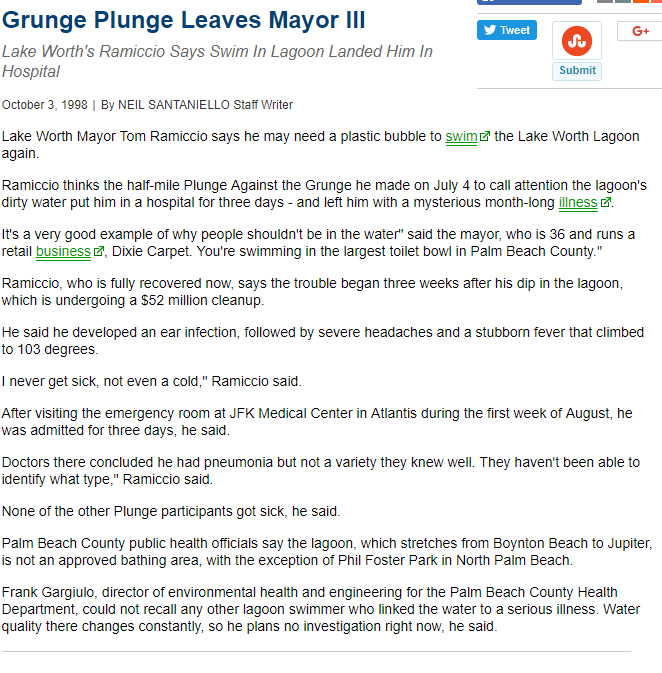 Grunge Plunge Leaves Mayor Ill
Lake Worth's Ramiccio Says Swim In Lagoon Landed Him In
Hospital
Tweet
Submit
G+
October 3, 1998 | By NEIL SANTANIELLO Staff Writer
Lake Worth Mayor Tom Ramiccio says he may need a plastic bubble to swim the Lake Worth Lagoon
again.
Ramiccio thinks the half-mile Plunge Against the Grunge he made on July 4 to call attention the lagoon's
dirty water put him in a hospital for three days - and left him with a mysterious month-long illness.
It's a very good example of why people shouldn't be in the water" said the mayor, who is 36 and runs a
retail business, Dixie Carpet. You're swimming in the largest toilet bowl in Palm Beach County."
Ramiccio, who is fully recovered now, says the trouble began three weeks after his dip in the lagoon,
which is undergoing a $52 million cleanup.
He said he developed an ear infection, followed by severe headaches and a stubborn fever that climbed
to 103 degrees.
I never get sick, not even a cold," Ramiccio said.
After visiting the emergency room at JFK Medical Center in Atlantis during the first week of August, he
was admitted for three days, he said.
Doctors there concluded he had pneumonia but not a variety they knew well. They haven't been able to
identify what type," Ramiccio said.
None of the other Plunge participants got sick, he said.
Palm Beach County public health officials say the lagoon, which stretches from Boynton Beach to Jupiter,
is not an approved bathing area, with the exception of Phil Foster Park in North Palm Beach.
Frank Gargiulo, director of environmental health and engineering for the Palm Beach County Health
Department, could not recall any other lagoon swimmer who linked the water to a serious illness. Water
quality there changes constantly, so he plans no investigation right now, he said.